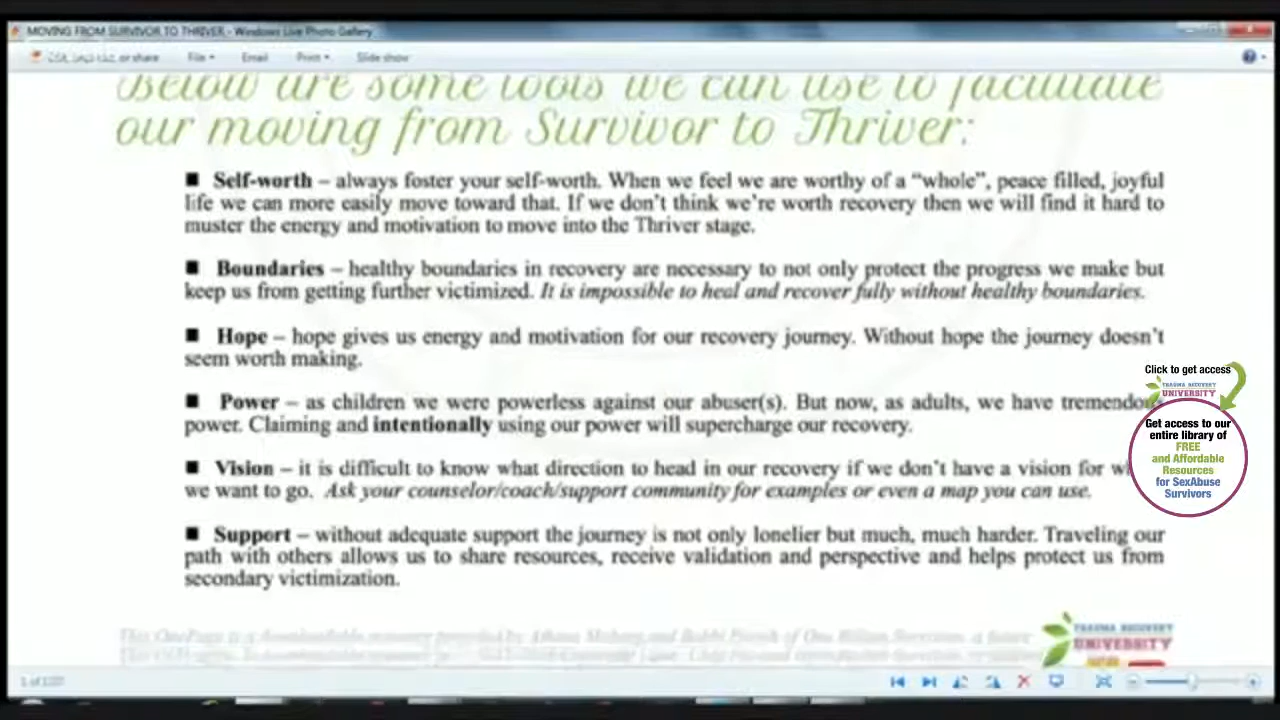 MOVING FROM SURVIVOR TO THRIVER - Windows Live Photo Gallery
or share File Email Print Slide show
Below are some tools we can use to facilitate
our moving from Survivor to Thriver:
■ Self-worth – always foster your self-worth. When we feel we are worthy of a “whole”, peace filled, joyful
life we can more easily move toward that. If we don’t think we’re worth recovery then we will find it hard to
muster the energy and motivation to move into the Thriver stage.
■ Boundaries – healthy boundaries in recovery are necessary to not only protect the progress we make but
keep us from getting further victimized. It is impossible to heal and recover fully without healthy boundaries.
■ Hope – hope gives us energy and motivation for our recovery journey. Without hope the journey doesn’t
seem worth making.
■ Power – as children we were powerless against our abuser(s). But now, as adults, we have tremendous
power. Claiming and intentionally using our power will supercharge our recovery.
■ Vision – it is difficult to know what direction to head in our recovery if we don’t have a vision for
we want to go. Ask your counselor/coach/support community for examples or even a map you can use.
■ Support – without adequate support the journey is not only lonelier but much, much harder. Traveling our
path with others allows us to share resources, receive validation and perspective and helps protect us from
secondary victimization.
Click to get access
TRAUMA RECOVERY
UNIVERSITY
Get access to our
entire library of
FREE
and Affordable
Resources
for SexAbuse
Survivors
TRAUMA RECOVERY
UNIVERSITY